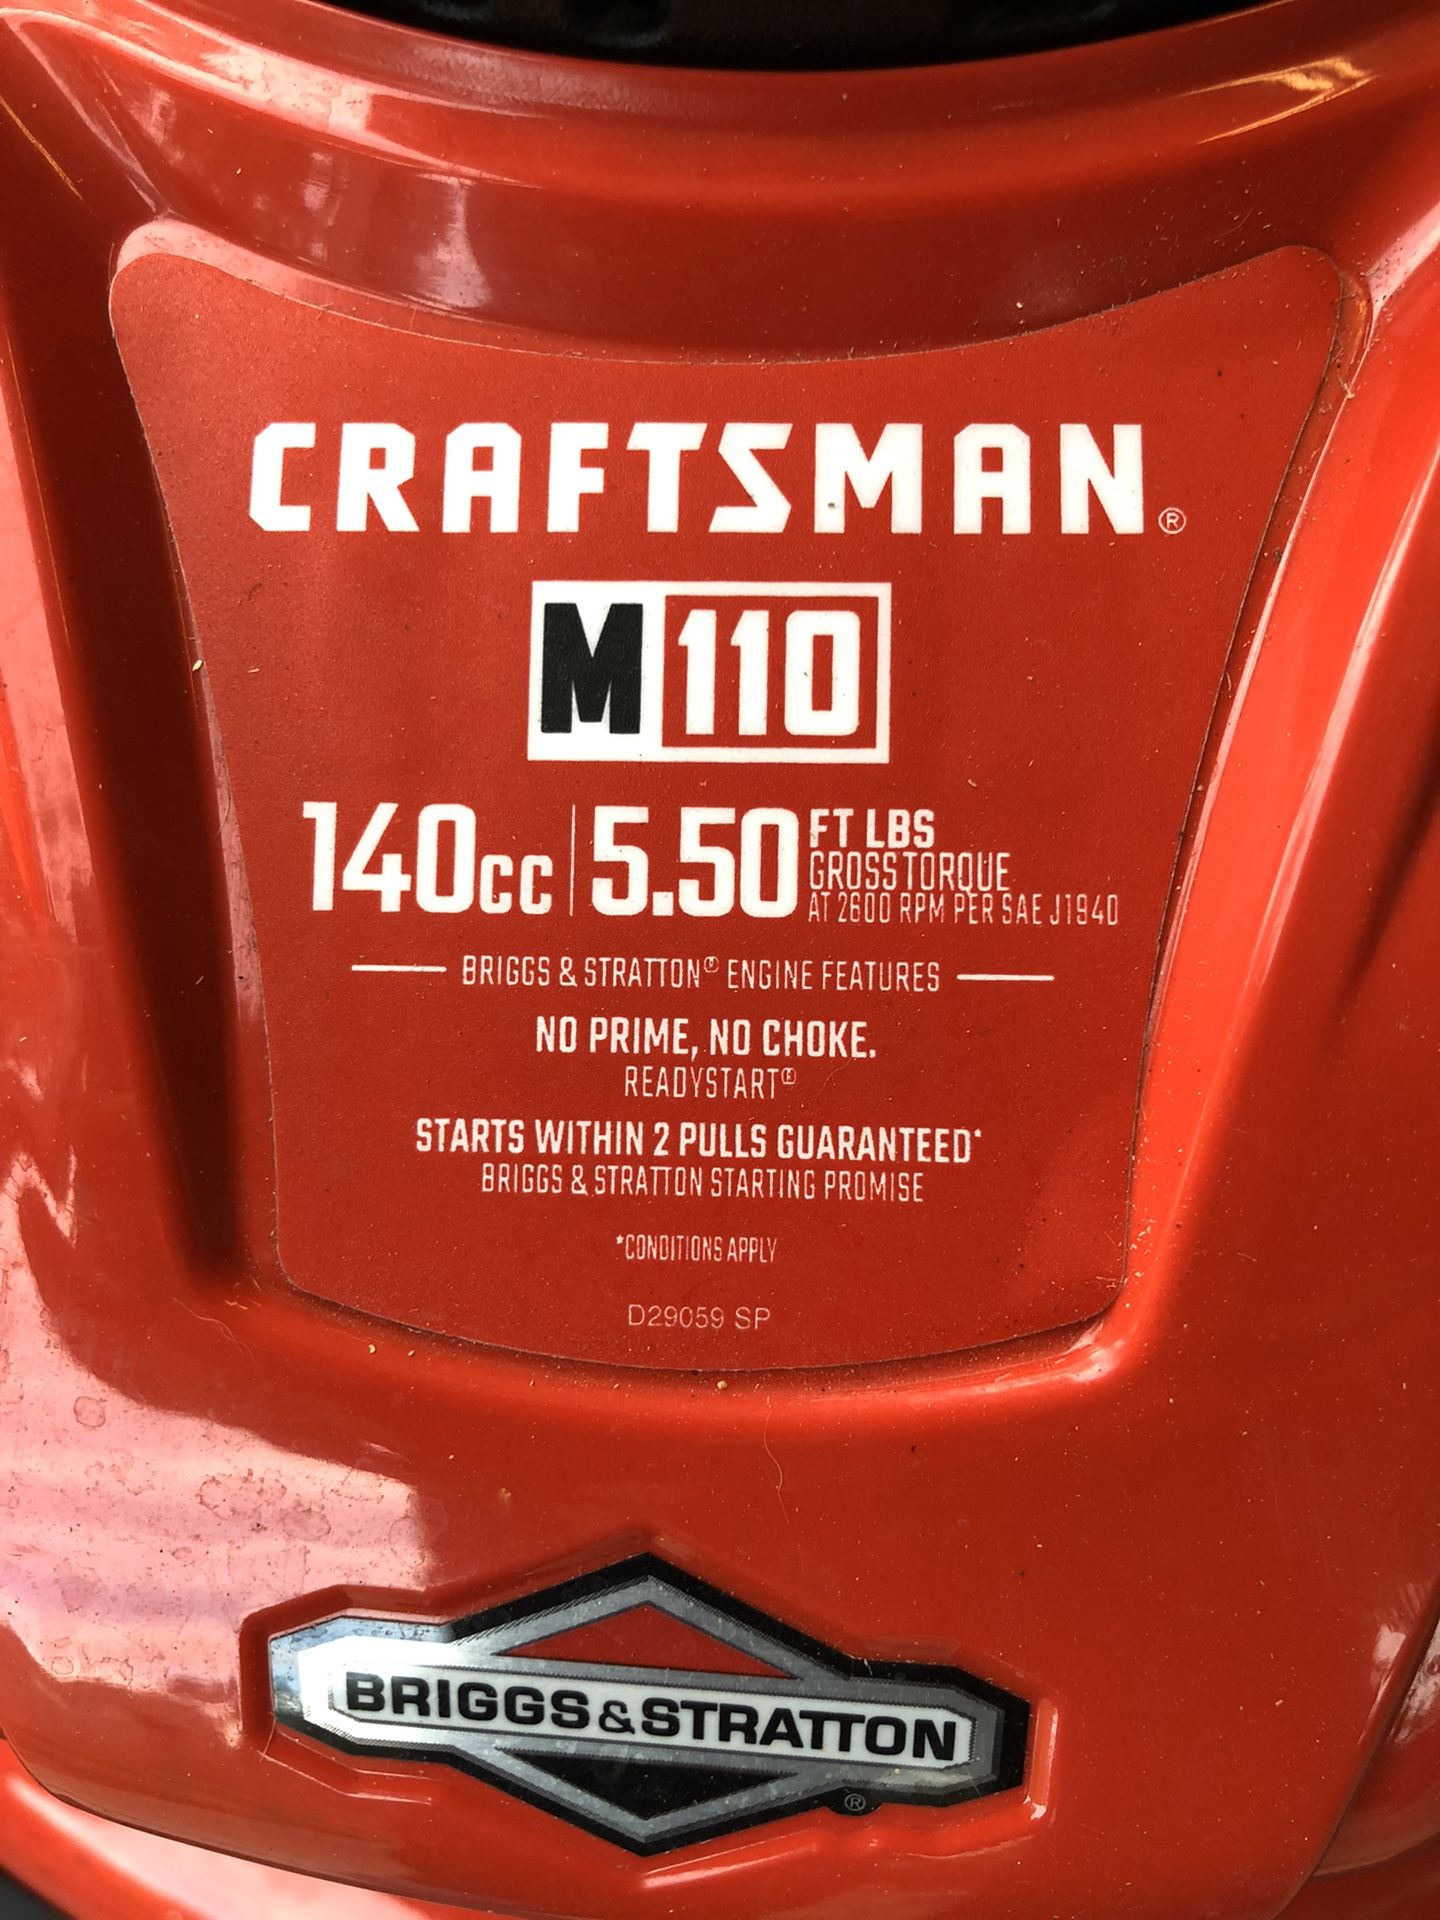 CRAFTSMAN®
M110
140cc | 5.50 FT LBS
GROSS TORQUE
AT 2600 RPM PER SAE J1940
BRIGGS & STRATTON® ENGINE FEATURES
NO PRIME, NO CHOKE.
READYSTART®
STARTS WITHIN 2 PULLS GUARANTEED*
BRIGGS & STRATTON STARTING PROMISE
*CONDITIONS APPLY
D29059 SP
BRIGGS&STRATTON
®